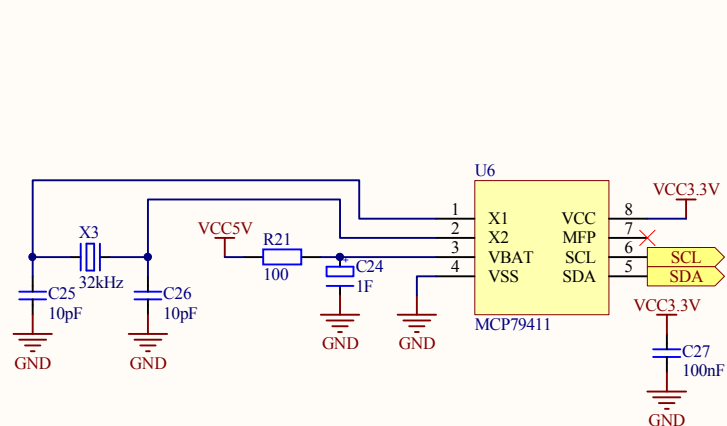 U6
VCC3.3V
1
X1
VCC
8
2
X2
MFP
7
3
VBAT
SCL
6
SCL
4
VSS
SDA
5
SDA
MCP79411
X3
32kHz
VCC5V
R21
100
C24
+
1F
C25
10pF
C26
10pF
GND
GND
GND
GND
VCC3.3V
C27
100nF
GND